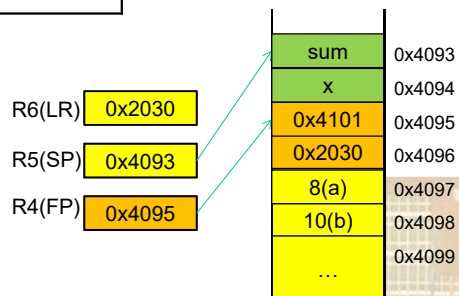 sum 0x4093
x 0x4094
R6(LR) 0x2030 0x4101 0x4095
R5(SP) 0x4093 0x2030 0x4096
R4(FP) 0x4095 8(a) 0x4097
10(b) 0x4098
... 0x4099